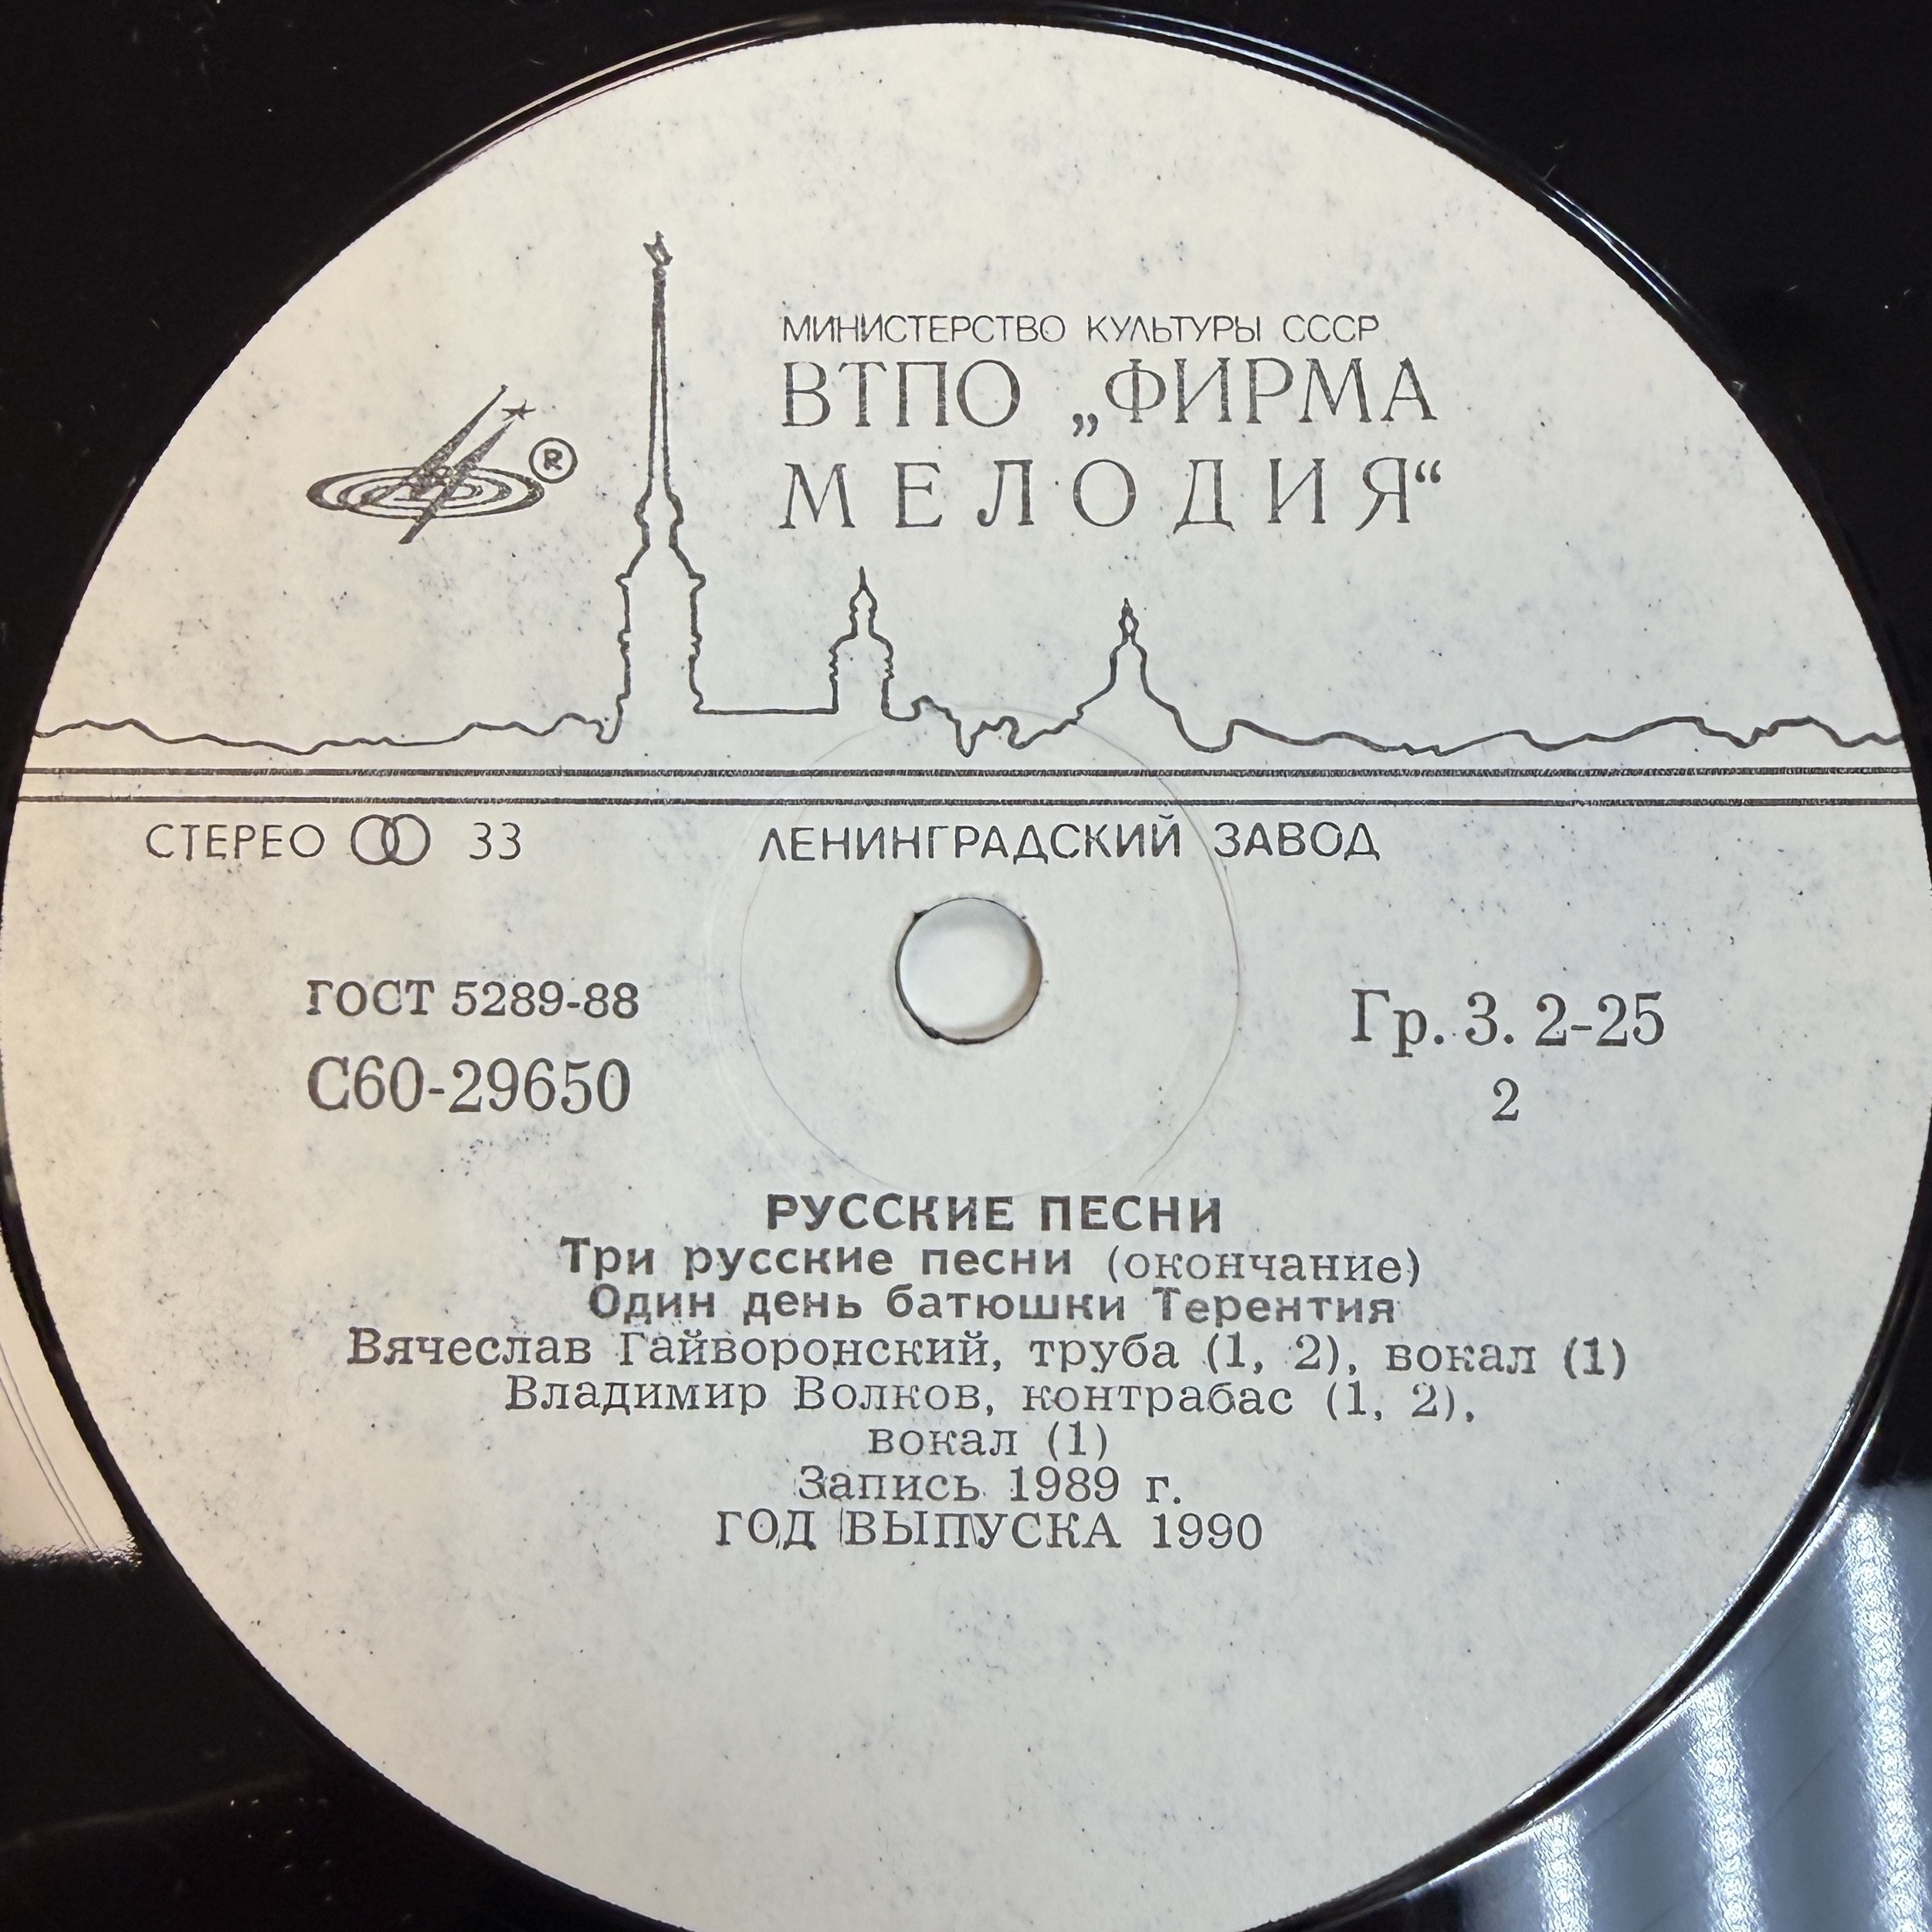 МИНИСТЕРСТВО КУЛЬТУРЫ СССР
ВТПО „ФИРМА
МЕЛОДИЯ“
®
СТЕРЕО 33
ЛЕНИНГРАДСКИЙ ЗАВОД
ГОСТ 5289-88
С60-29650
Гр. 3. 2-25
2
РУССКИЕ ПЕСНИ
Три русские песни (окончание)
Один день батюшки Терентия
Вячеслав Гайворонский, труба (1, 2), вокал (1)
Владимир Волков, контрабас (1, 2),
вокал (1)
Запись 1989 г.
ГОД ВЫПУСКА 1990